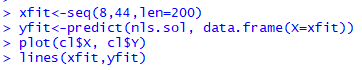 > xfit<-seq(8,44,len=200)
> yfit<-predict(nls.sol, data.frame(X=xfit))
> plot(cl$X, cl$Y)
> lines(xfit,yfit)